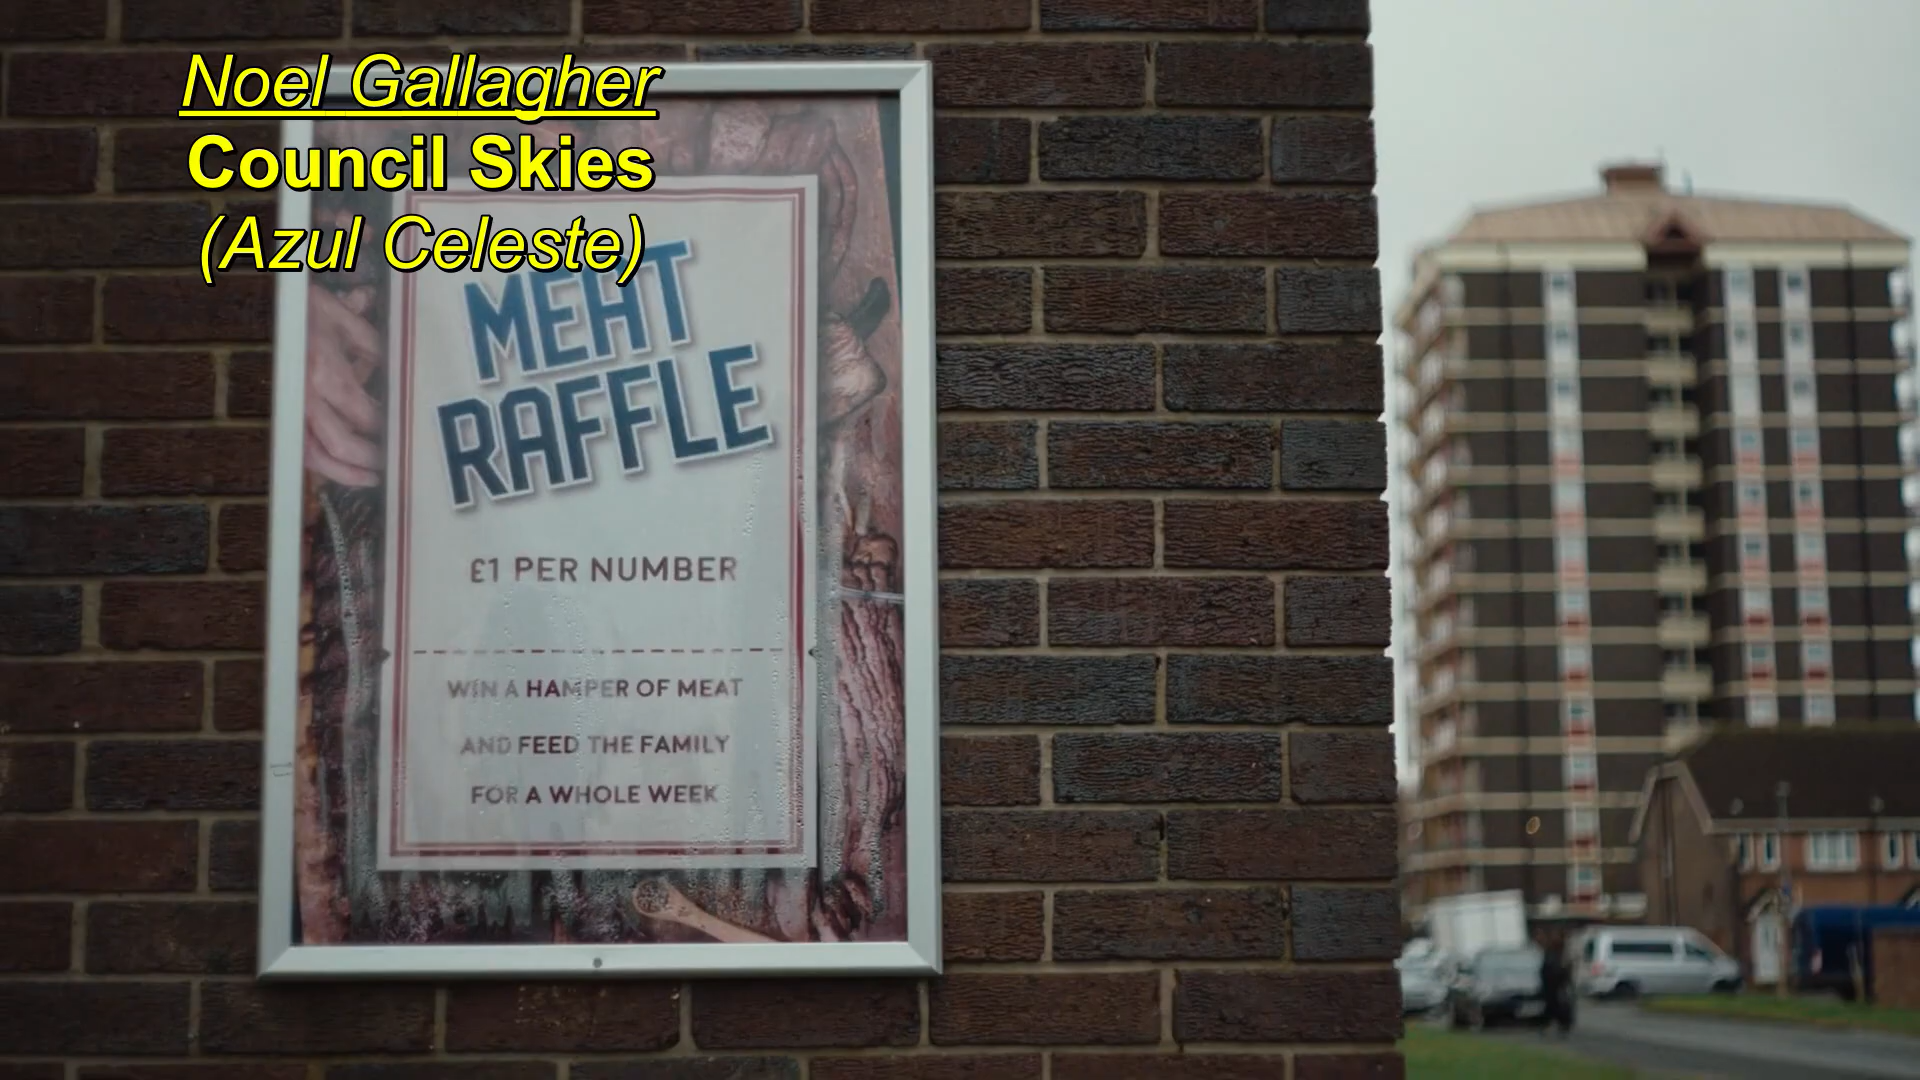 Noel Gallagher
Council Skies
(Azul Celeste)
MEAT
RAFFLE
£1 PER NUMBER
WIN A HAMPER OF MEAT
AND FEED THE FAMILY
FOR A WHOLE WEEK